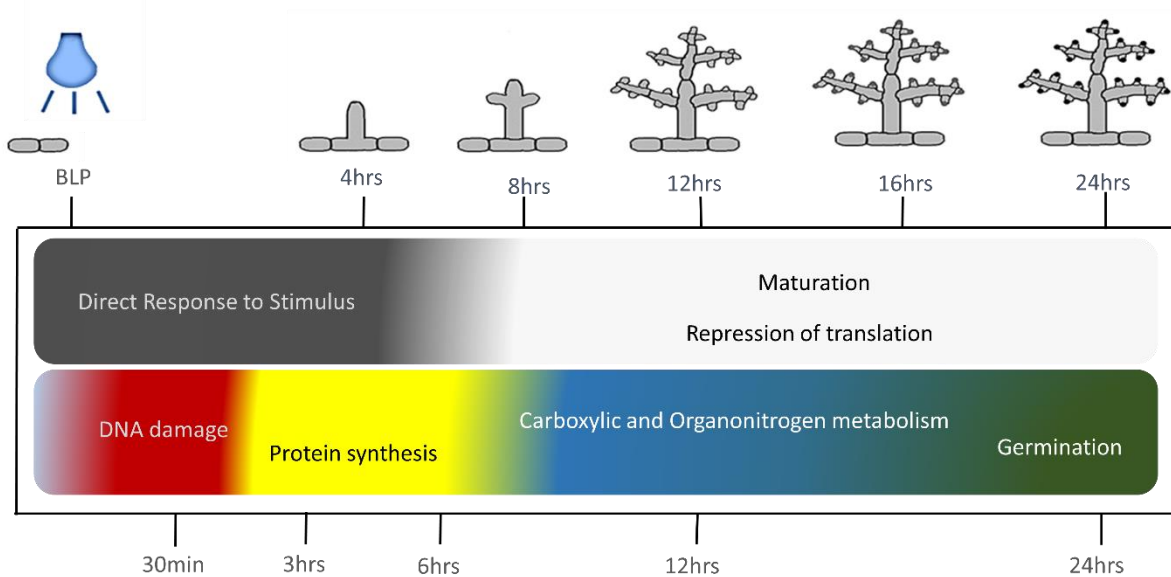 BLP
4hrs
8hrs
12hrs
16hrs
24hrs
Direct Response to Stimulus
Maturation
Repression of translation
DNA damage
Protein synthesis
Carboxylic and Organonitrogen metabolism
Germination
30min
3hrs
6hrs
12hrs
24hrs